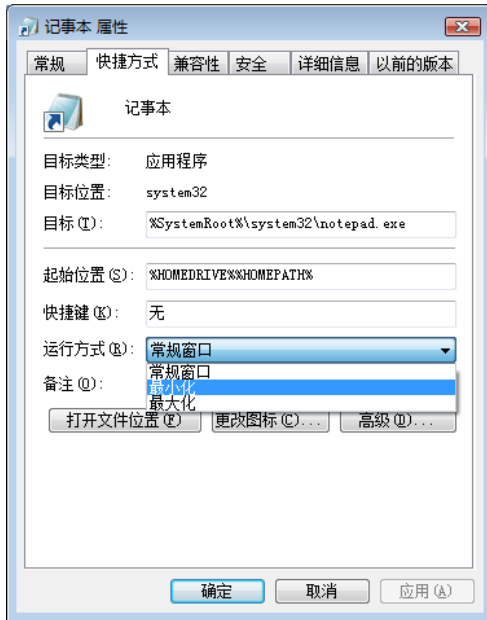 记事本 属性
常规 快捷方式 兼容性 安全 详细信息 以前的版本
记事本
目标类型: 应用程序
目标位置: system32
目标(T): %SystemRoot%\system32\notepad.exe
起始位置(S): %HOMEDRIVE%%HOMEPATH%
快捷键(K): 无
运行方式(R): 常规窗口
常规窗口
备注(O): 最小化
最大化
打开文件位置(F) 更改图标(C)... 高级(D)...
确定 取消 应用(A)